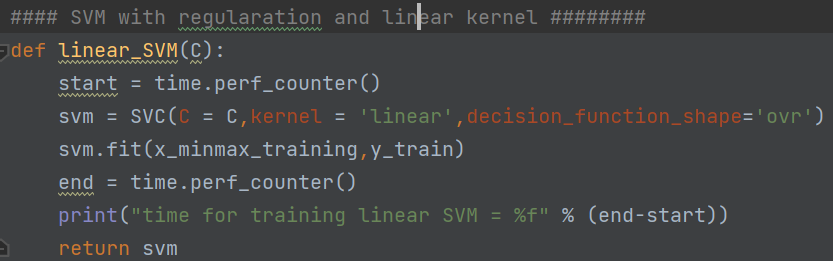 #### SVM with regularation and linear kernel ########
def linear_SVM(C):
    start = time.perf_counter()
    svm = SVC(C = C,kernel = 'linear',decision_function_shape='ovr')
    svm.fit(x_minmax_training,y_train)
    end = time.perf_counter()
    print("time for training linear SVM = %f" % (end-start))
    return svm